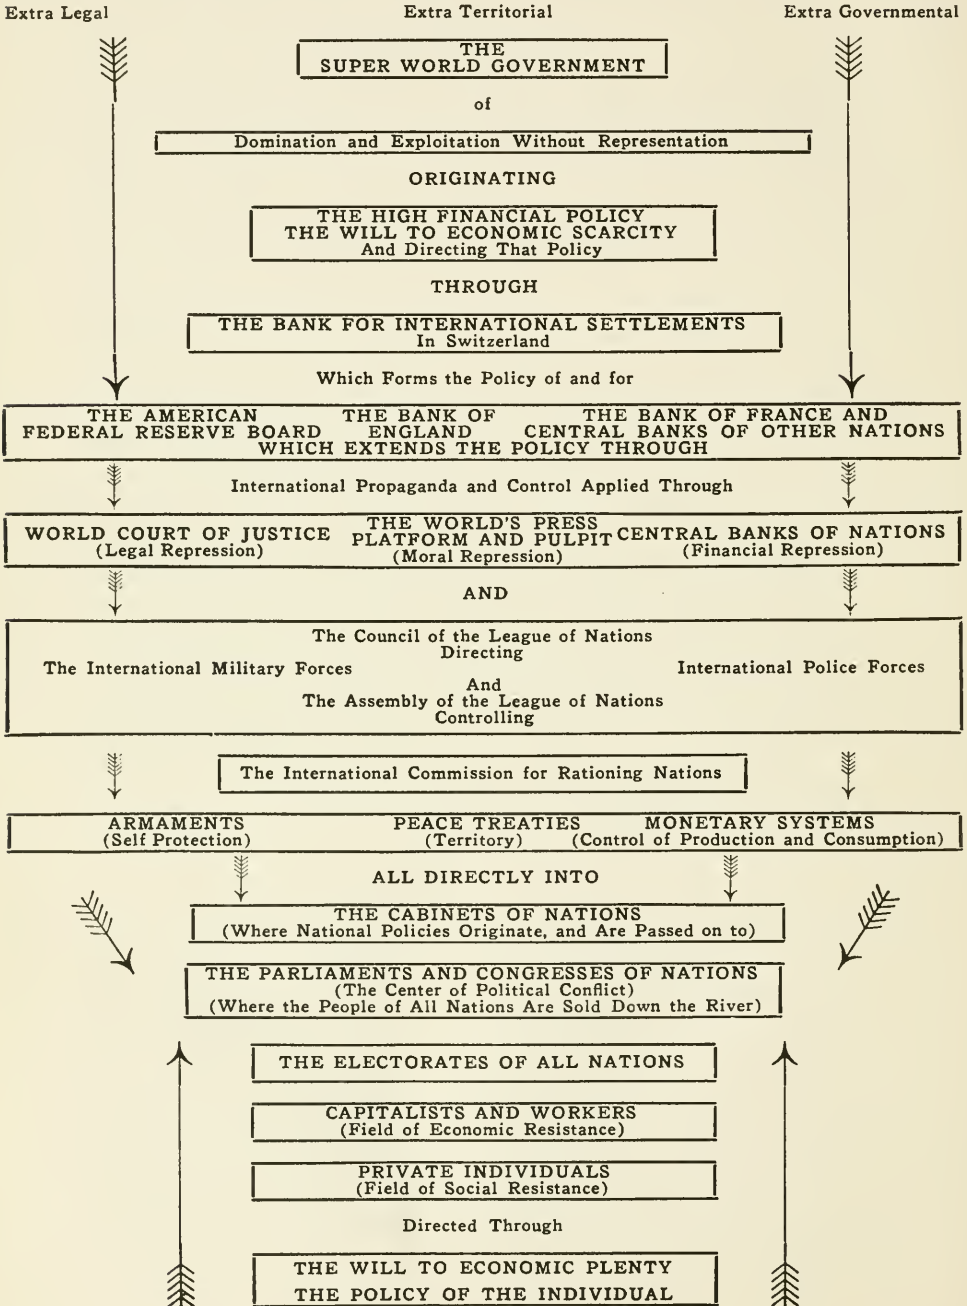 Extra Legal Extra Territorial Extra Governmental
THE
SUPER WORLD GOVERNMENT
of
Domination and Exploitation Without Representation
ORIGINATING
THE HIGH FINANCIAL POLICY
THE WILL TO ECONOMIC SCARCITY
And Directing That Policy
THROUGH
THE BANK FOR INTERNATIONAL SETTLEMENTS
In Switzerland
Which Forms the Policy of and for
THE AMERICAN
FEDERAL RESERVE BOARD
THE BANK OF
ENGLAND
THE BANK OF FRANCE AND
CENTRAL BANKS OF OTHER NATIONS
WHICH EXTENDS THE POLICY THROUGH
International Propaganda and Control Applied Through
WORLD COURT OF JUSTICE
(Legal Repression)
THE WORLD'S PRESS
PLATFORM AND PULPIT
(Moral Repression)
CENTRAL BANKS OF NATIONS
(Financial Repression)
AND
The Council of the League of Nations
Directing
The International Military Forces International Police Forces
And
The Assembly of the League of Nations
Controlling
The International Commission for Rationing Nations
ARMAMENTS
(Self Protection)
PEACE TREATIES
(Territory)
MONETARY SYSTEMS
(Control of Production and Consumption)
ALL DIRECTLY INTO
THE CABINETS OF NATIONS
(Where National Policies Originate, and Are Passed on to)
THE PARLIAMENTS AND CONGRESSES OF NATIONS
(The Center of Political Conflict)
(Where the People of All Nations Are Sold Down the River)
THE ELECTORATES OF ALL NATIONS
CAPITALISTS AND WORKERS
(Field of Economic Resistance)
PRIVATE INDIVIDUALS
(Field of Social Resistance)
Directed Through
THE WILL TO ECONOMIC PLENTY
THE POLICY OF THE INDIVIDUAL